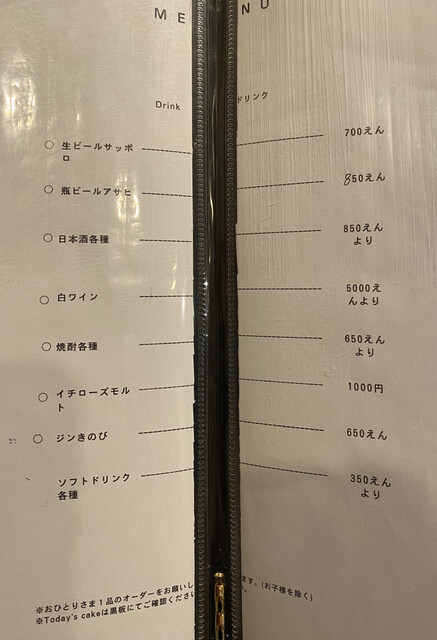 MENU
Drink ドリンク
○ 生ビールサッポ 700えん
ロ
○ 瓶ビールアサヒ 850えん
○ 日本酒各種 850えん
より
○ 白ワイン 5000え
んより
○ 焼酎各種 650えん
より
○ イチローズモル 1000円
ト
○ ジンきのび 650えん
ソフトドリンク 350えん
各種 より
※おひとりさま1品のオーダーをお願いし ます。(お子様を除く)
※Today's cakeは黒板にてご確認くださ い。